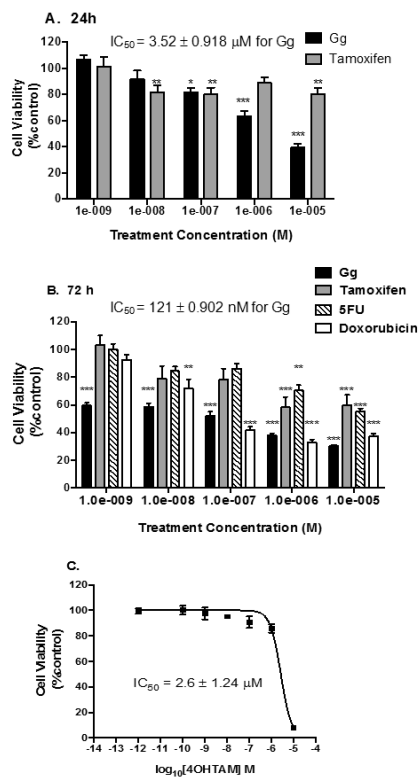 A. 24h
IC50 = 3.52 ± 0.918 µM for Gg
Gg
Tamoxifen
Cell Viability
(%control)
120
100
80
60
40
20
0
**
*
**
***
***
**
1e-009 1e-008 1e-007 1e-006 1e-005
Treatment Concentration (M)
B. 72 h
IC50 = 121 ± 0.902 nM for Gg
Gg
Tamoxifen
5FU
Doxorubicin
Cell Viability
(%control)
120
100
80
60
40
20
0
***
***
**
***
***
***
***
**
***
***
***
***
***
1.0e-009 1.0e-008 1.0e-007 1.0e-006 1.0e-005
Treatment Concentration (M)
C.
Cell Viability
(%control)
120
100
80
60
40
20
0
IC50 = 2.6 ± 1.24 µM
-14 -13 -12 -11 -10 -9 -8 -7 -6 -5 -4
log10[4OHTAM] M